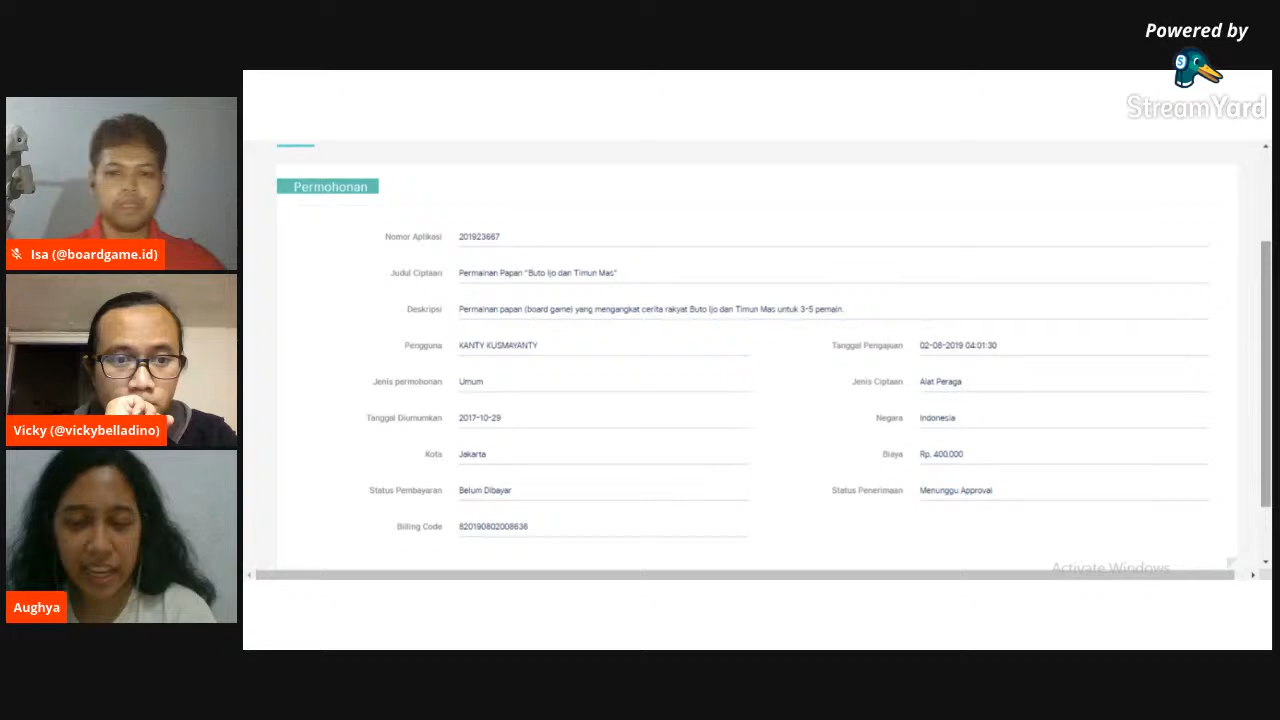 Powered by
StreamYard
Isa (@boardgame.id)
Vicky (@vickybelladino)
Aughya
Permohonan
Nomor Aplikasi 201923667
Judul Ciptaan Permainan Papan "Buto Ijo dan Timun Mas"
Deskripsi Permainan papan (board game) yang mengangkat cerita rakyat Buto Ijo dan Timun Mas untuk 3-5 pemain.
Pengguna KANTY KUSMAYANTY Tanggal Pengajuan 02-08-2019 04:01:30
Jenis permohonan Umum Jenis Ciptaan Alat Peraga
Tanggal Diumumkan 2017-10-29 Negara Indonesia
Kota Jakarta Biaya Rp. 400.000
Status Pembayaran Belum Dibayar Status Penerimaan Menunggu Approval
Billing Code 820190802008636
Activate Windows